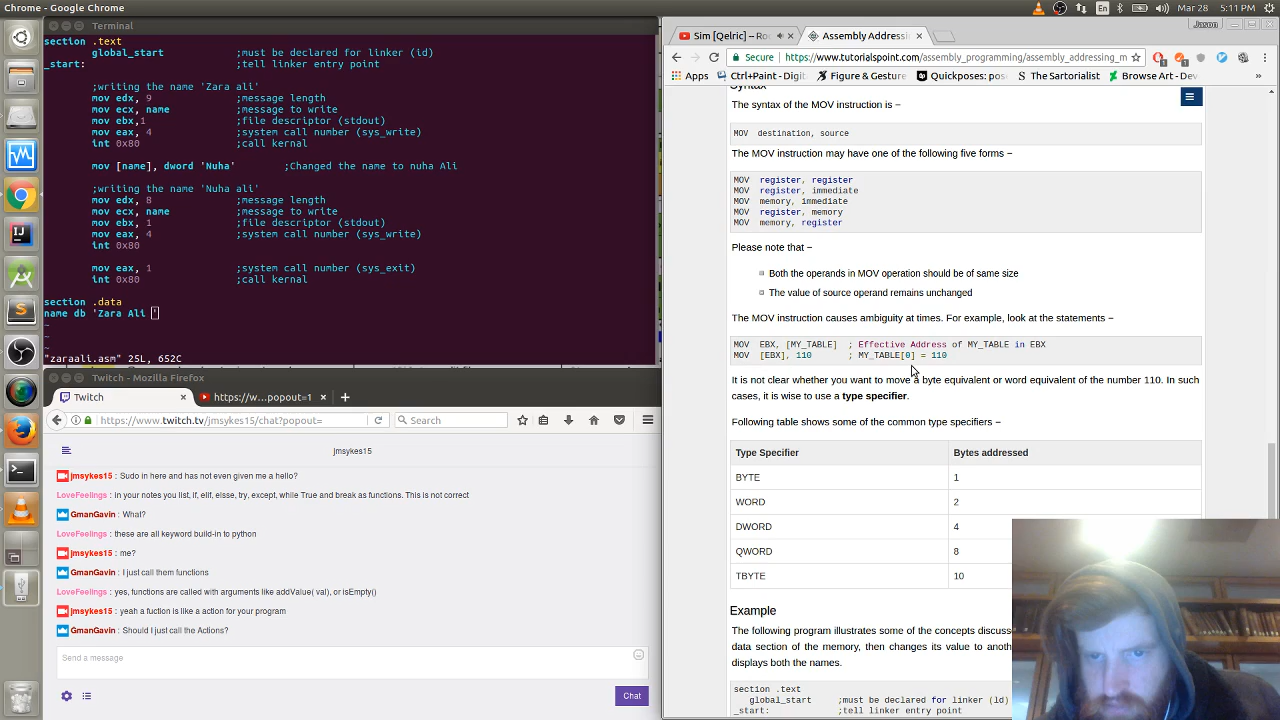 Chrome - Google Chrome
En
5:11 PM
Mar 28
Terminal
section .text
global_start ;must be declared for linker (id)
_start: ;tell linker entry point
;writing the name 'Zara ali'
mov edx, 9 ;message length
mov ecx, name ;message to write
mov ebx,1 ;file descriptor (stdout)
mov eax, 4 ;system call number (sys_write)
int 0x80 ;call kernal
mov [name], dword 'Nuha' ;Changed the name to nuha Ali
;writing the name 'Nuha ali'
mov edx, 8 ;message length
mov ecx, name ;message to write
mov ebx, 1 ;file descriptor (stdout)
mov eax, 4 ;system call number (sys_write)
int 0x80
mov eax, 1 ;system call number (sys_exit)
int 0x80 ;call kernal
section .data
name db 'Zara Ali '
~
~
"zaraali.asm" 25L, 652C
Twitch - Mozilla Firefox
Twitch
https://w...popout=1
https://www.twitch.tv/jmsykes15/chat?popout=
Search
jmsykes15
jmsykes15 : Sudo in here and has not even given me a hello?
LoveFeelings : in your notes you list, if, elif, eisse, try, except, while True and break as functions. This is not correct
GmanGavin : What?
LoveFeelings : these are all keyword build-in to python
jmsykes15 : me?
GmanGavin : I just call them functions
LoveFeelings : yes, functions are called with arguments like addValue( val), or isEmpty()
jmsykes15 : yeah a fuction is like a action for your program
GmanGavin : Should I just call the Actions?
Send a message
Chat
Jason
Sim [Qelric] – Ro
Assembly Addressi
Secure
https://www.tutorialspoint.com/assembly_programming/assembly_addressing_m
Apps
Ctrl+Paint - Digit
Figure & Gesture
Quickposes: pos
The Sartorialist
Browse Art - Dev
Syntax
The syntax of the MOV instruction is −
MOV destination, source
The MOV instruction may have one of the following five forms −
MOV register, register
MOV register, immediate
MOV memory, immediate
MOV register, memory
MOV memory, register
Please note that −
Both the operands in MOV operation should be of same size
The value of source operand remains unchanged
The MOV instruction causes ambiguity at times. For example, look at the statements −
MOV EBX, [MY_TABLE] ; Effective Address of MY_TABLE in EBX
MOV [EBX], 110 ; MY_TABLE[0] = 110
It is not clear whether you want to move a byte equivalent or word equivalent of the number 110. In such
cases, it is wise to use a type specifier.
Following table shows some of the common type specifiers −
Type Specifier Bytes addressed
BYTE 1
WORD 2
DWORD 4
QWORD 8
TBYTE 10
Example
The following program illustrates some of the concepts discuss
data section of the memory, then changes its value to anoth
displays both the names.
section .text
global_start ;must be declared for linker (ld)
_start: ;tell linker entry point